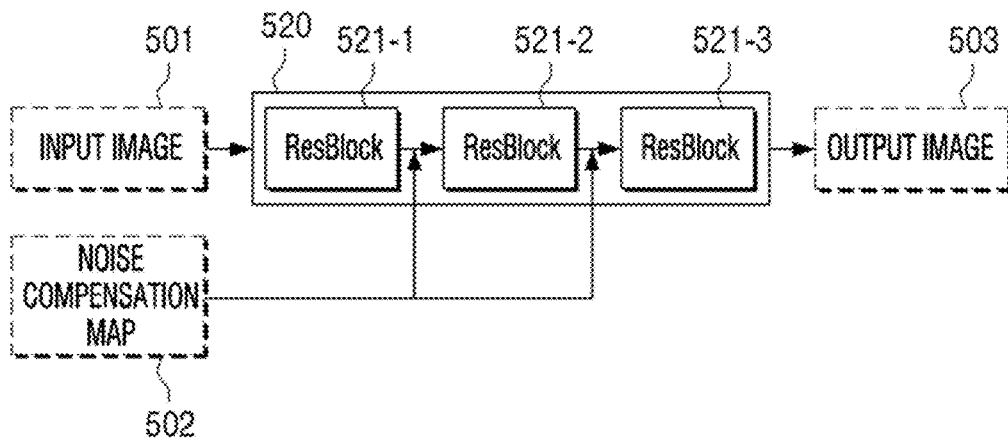 501
520
521-1
521-2
521-3
503
INPUT IMAGE
ResBlock
ResBlock
ResBlock
OUTPUT IMAGE
NOISE
COMPENSATION
MAP
502